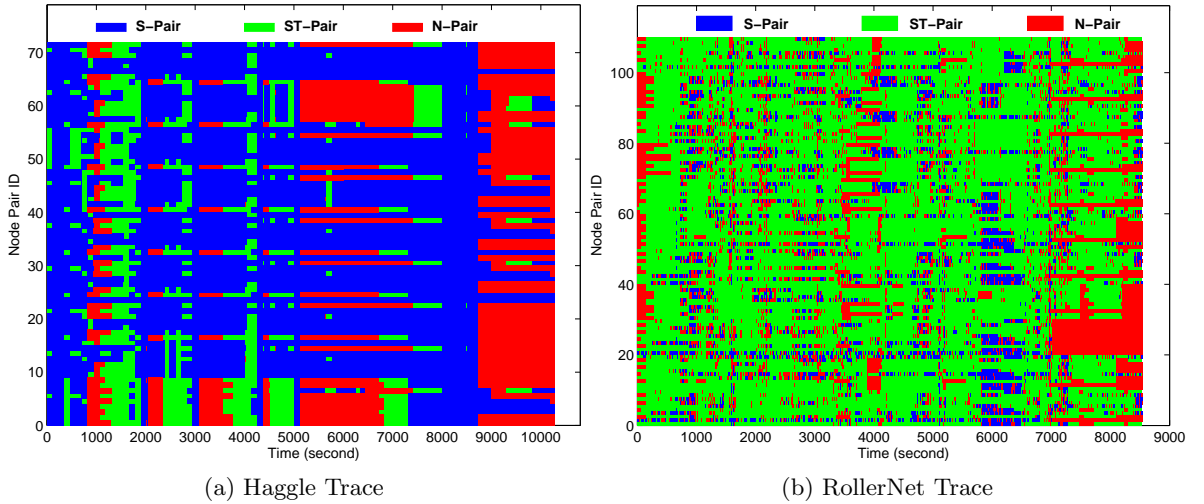 S-Pair ST-Pair N-Pair
70
60
50
40
30
20
10
0
Node Pair ID
0 1000 2000 3000 4000 5000 6000 7000 8000 9000 10000
Time (second)
(a) Haggle Trace
S-Pair ST-Pair N-Pair
100
80
60
40
20
0
Node Pair ID
0 1000 2000 3000 4000 5000 6000 7000 8000 9000
Time (second)
(b) RollerNet Trace